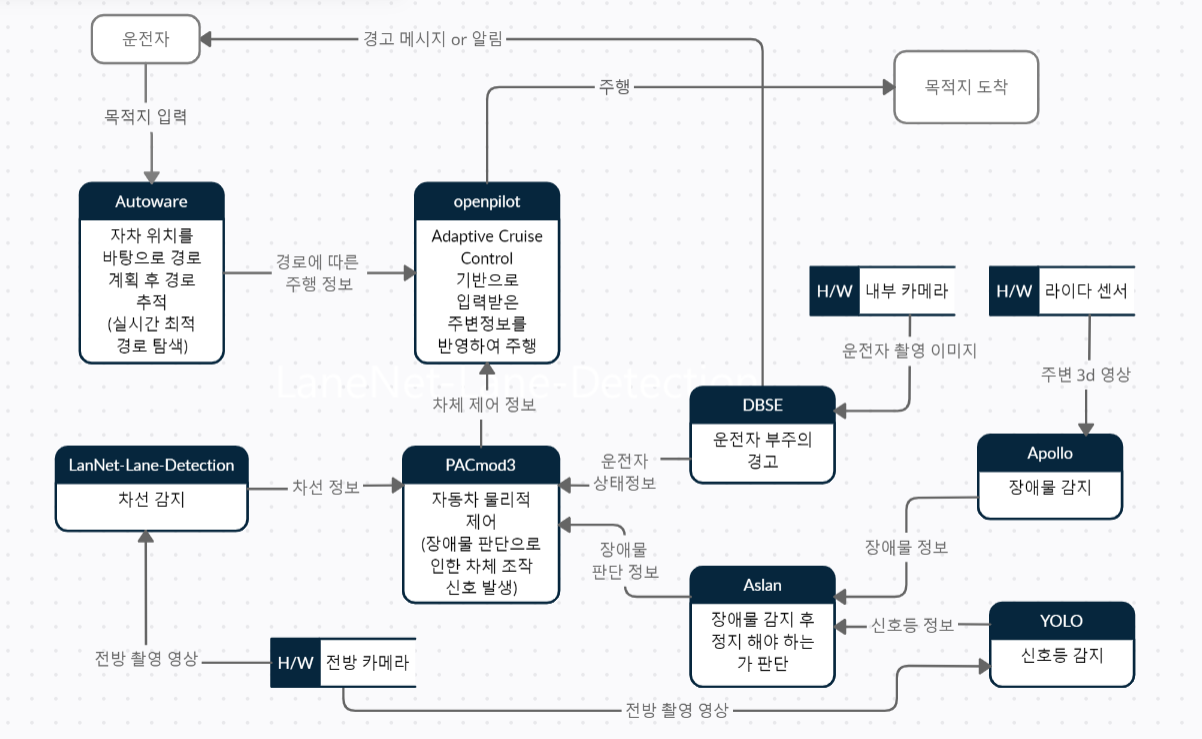 운전자
경고 메시지 or 알림
주행
목적지 도착
목적지 입력
Autoware
자차 위치를
바탕으로 경로
계획 후 경로
추적
(실시간 최적
경로 탐색)
경로에 따른
주행 정보
openpilot
Adaptive Cruise
Control
기반으로
입력받은
주변정보를
반영하여 주행
H/W
내부 카메라
H/W
라이다 센서
운전자 촬영 이미지
주변 3d 영상
LaneNet-Lane-Detection
차체 제어 정보
DBSE
운전자 부주의
경고
Apollo
장애물 감지
LanNet-Lane-Detection
차선 감지
차선 정보
PACmod3
자동차 물리적
제어
(장애물 판단으로
인한 차체 조작
신호 발생)
운전자
상태정보
장애물
판단 정보
장애물 정보
Aslan
장애물 감지 후
정지 해야 하는
가 판단
신호등 정보
YOLO
신호등 감지
전방 촬영 영상
H/W
전방 카메라
전방 촬영 영상